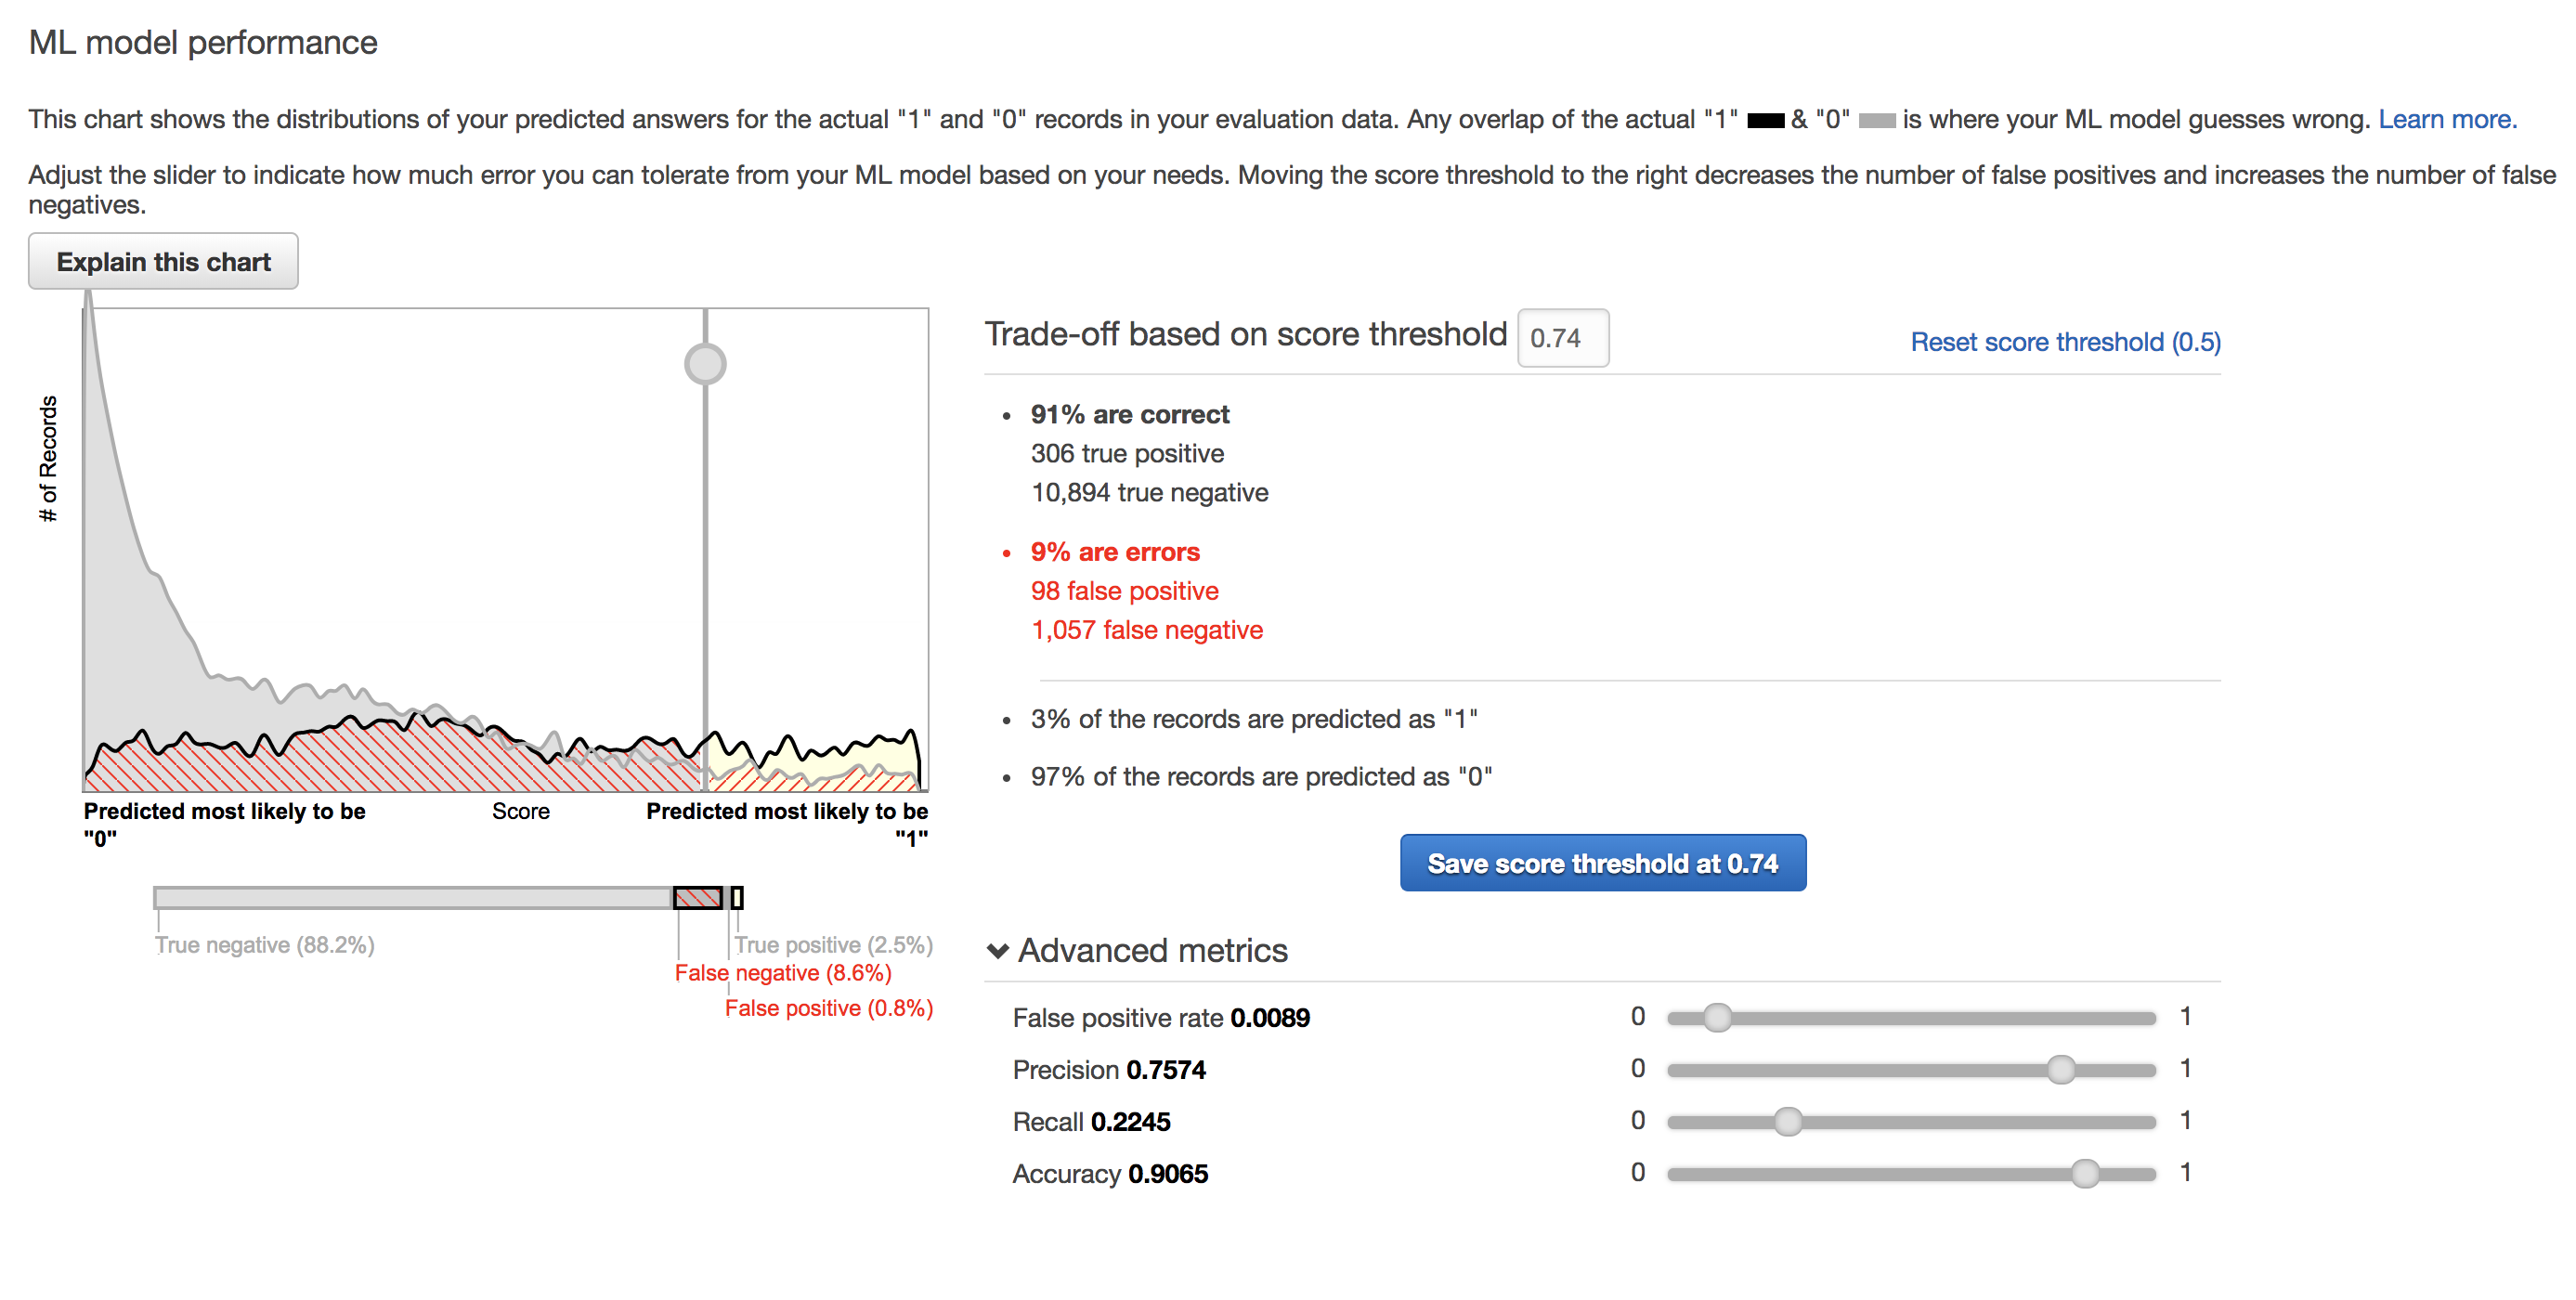 ML model performance
This chart shows the distributions of your predicted answers for the actual "1" and "0" records in your evaluation data. Any overlap of the actual "1" & "0" is where your ML model guesses wrong. Learn more.
Adjust the slider to indicate how much error you can tolerate from your ML model based on your needs. Moving the score threshold to the right decreases the number of false positives and increases the number of false
negatives.
Explain this chart
# of Records
Predicted most likely to be
"0"
Score
Predicted most likely to be
"1"
True negative (88.2%)
True positive (2.5%)
False negative (8.6%)
False positive (0.8%)
Trade-off based on score threshold 0.74
Reset score threshold (0.5)
• 91% are correct
306 true positive
10,894 true negative
• 9% are errors
98 false positive
1,057 false negative
• 3% of the records are predicted as "1"
• 97% of the records are predicted as "0"
Save score threshold at 0.74
Advanced metrics
False positive rate 0.0089 0 1
Precision 0.7574 0 1
Recall 0.2245 0 1
Accuracy 0.9065 0 1